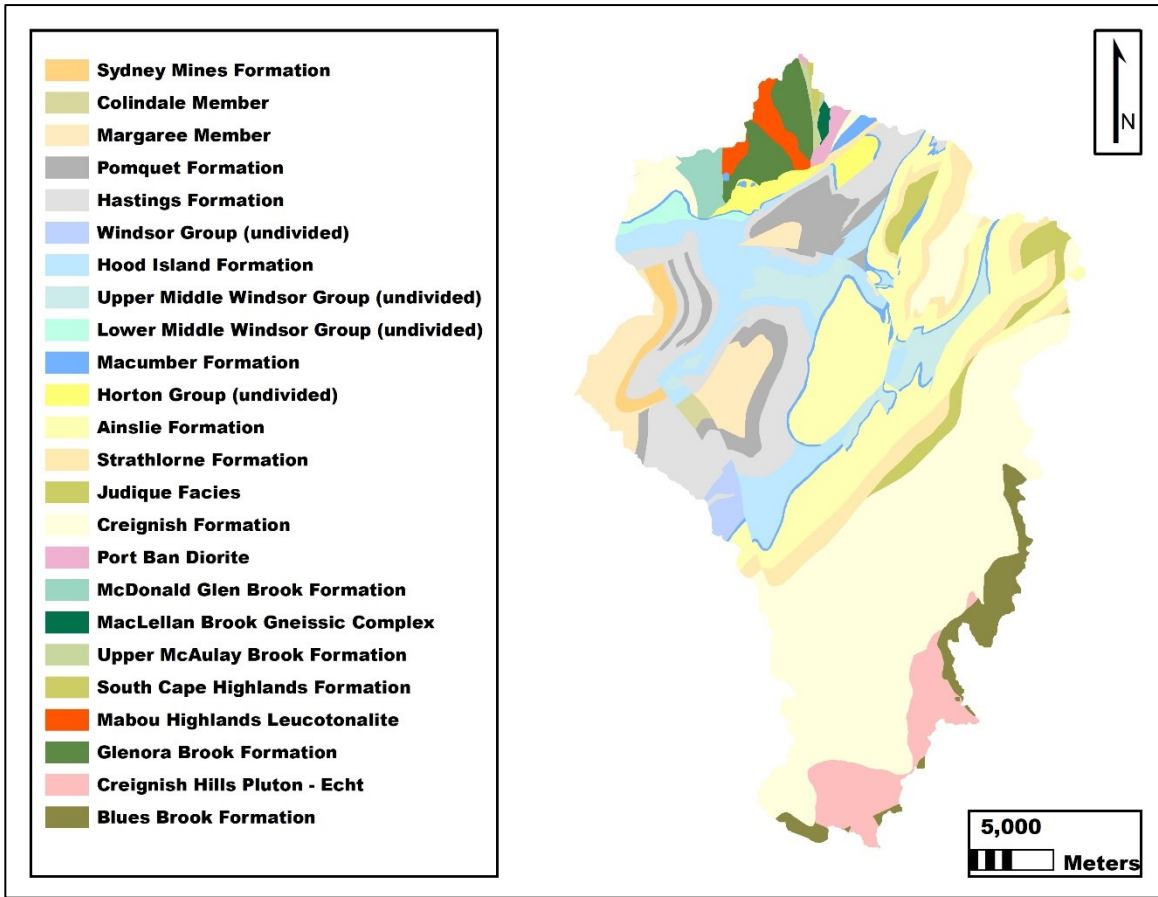 Sydney Mines Formation
Colindale Member
Margaree Member
Pomquet Formation
Hastings Formation
Windsor Group (undivided)
Hood Island Formation
Upper Middle Windsor Group (undivided)
Lower Middle Windsor Group (undivided)
Macumber Formation
Horton Group (undivided)
Ainslie Formation
Strathlorne Formation
Judique Facies
Creignish Formation
Port Ban Diorite
McDonald Glen Brook Formation
MacLellan Brook Gneissic Complex
Upper McAulay Brook Formation
South Cape Highlands Formation
Mabou Highlands Leucotonalite
Glenora Brook Formation
Creignish Hills Pluton - Echt
Blues Brook Formation
N
5,000
Meters